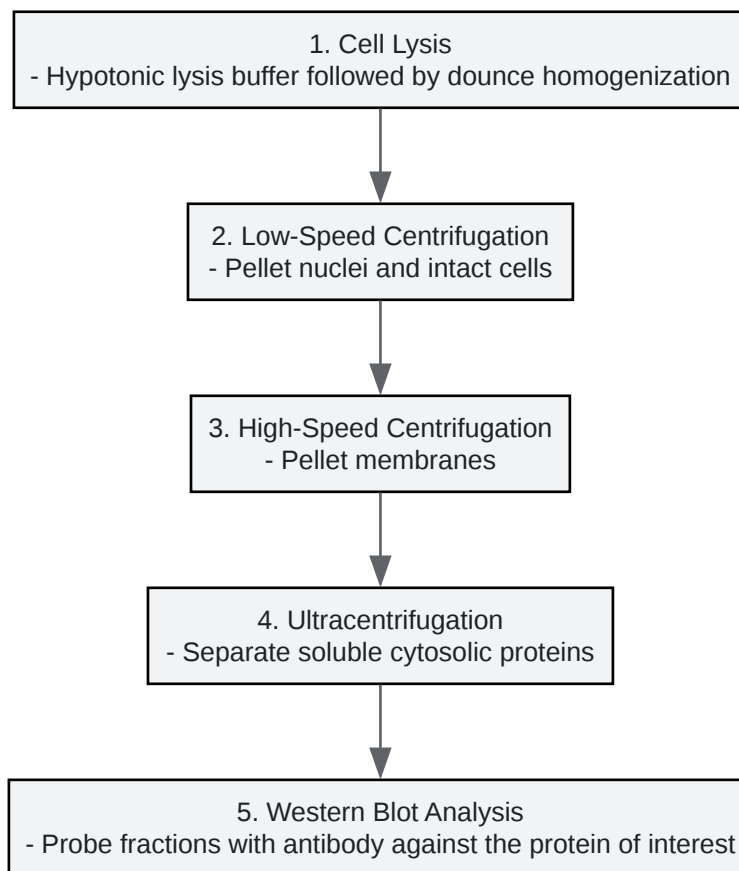 1. Cell Lysis
- Hypotonic lysis buffer followed by dounce homogenization
2. Low-Speed Centrifugation
- Pellet nuclei and intact cells
3. High-Speed Centrifugation
- Pellet membranes
4. Ultracentrifugation
- Separate soluble cytosolic proteins
5. Western Blot Analysis
- Probe fractions with antibody against the protein of interest